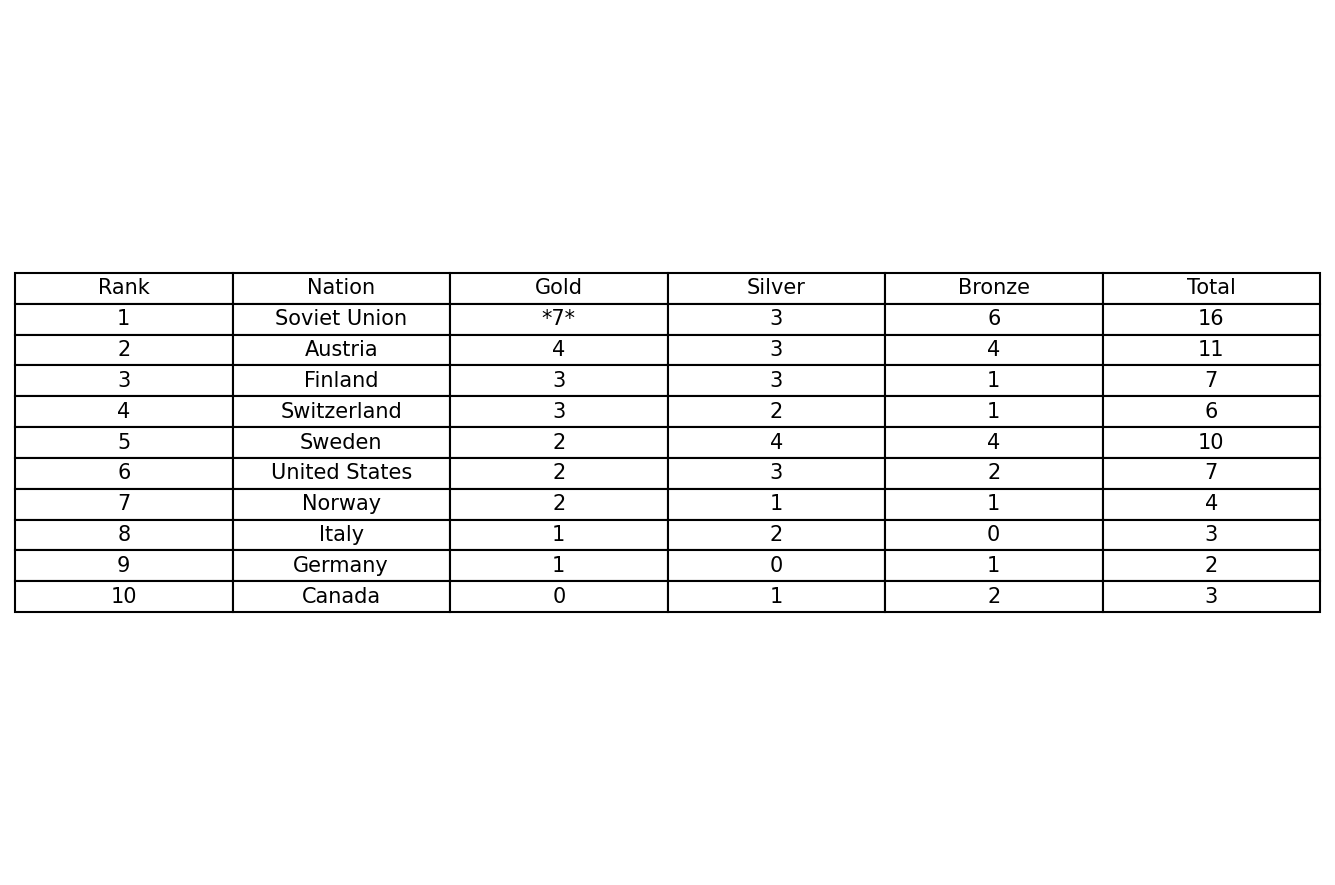 Rank Nation Gold Silver Bronze Total
1 Soviet Union *7* 3 6 16
2 Austria 4 3 4 11
3 Finland 3 3 1 7
4 Switzerland 3 2 1 6
5 Sweden 2 4 4 10
6 United States 2 3 2 7
7 Norway 2 1 1 4
8 Italy 1 2 0 3
9 Germany 1 0 1 2
10 Canada 0 1 2 3